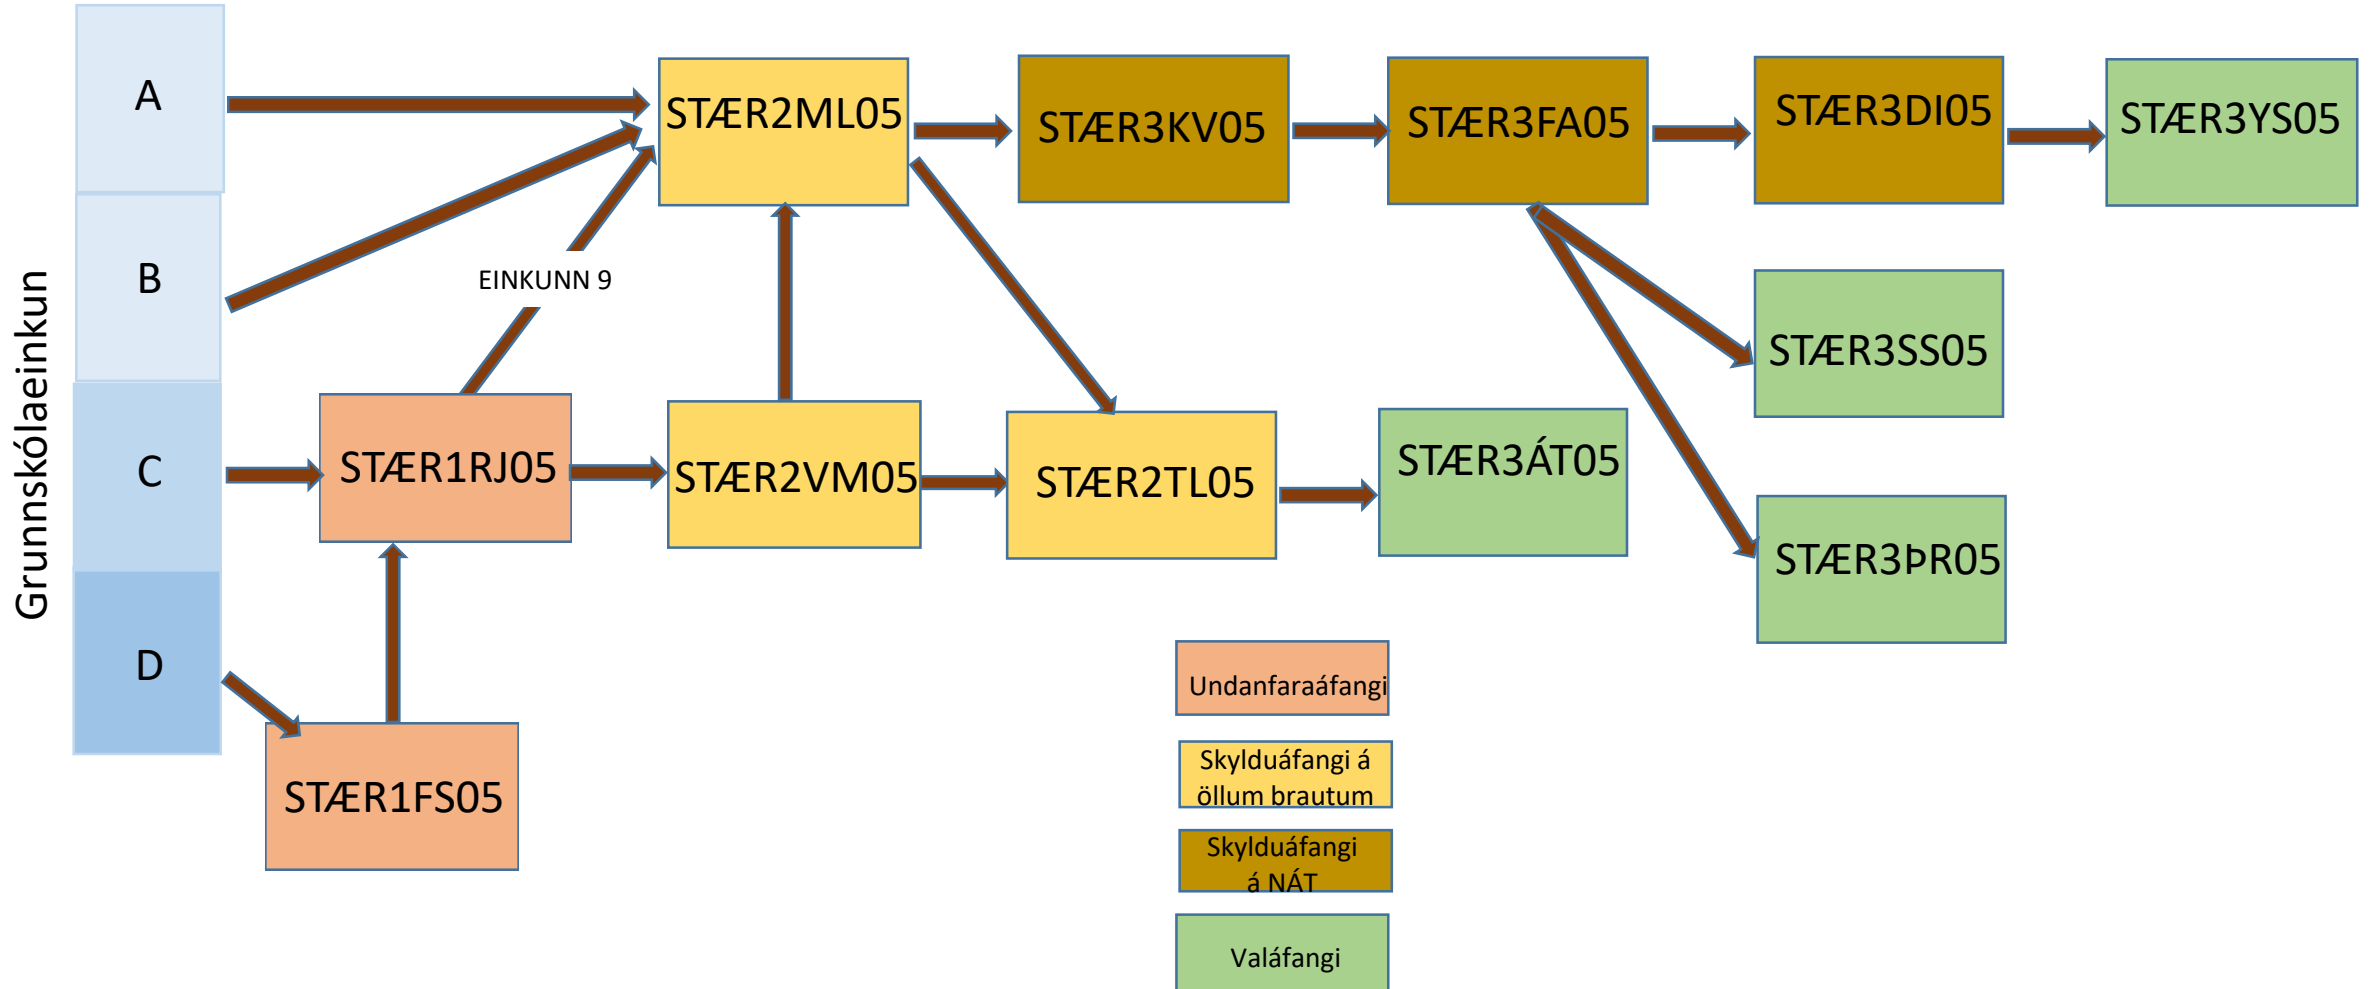 Grunnskólaeinkun
A
B
C
D
EINKUNN 9
STÆR2ML05
STÆR3KV05
STÆR3FA05
STÆR3DI05
STÆR3YS05
STÆR3SS05
STÆR1RJ05
STÆR2VM05
STÆR2TL05
STÆR3ÁT05
STÆR3ÞR05
STÆR1FS05
Undanfaraáfangi
Skylduáfangi á
öllum brautum
Skylduáfangi
á NÁT
Valáfangi